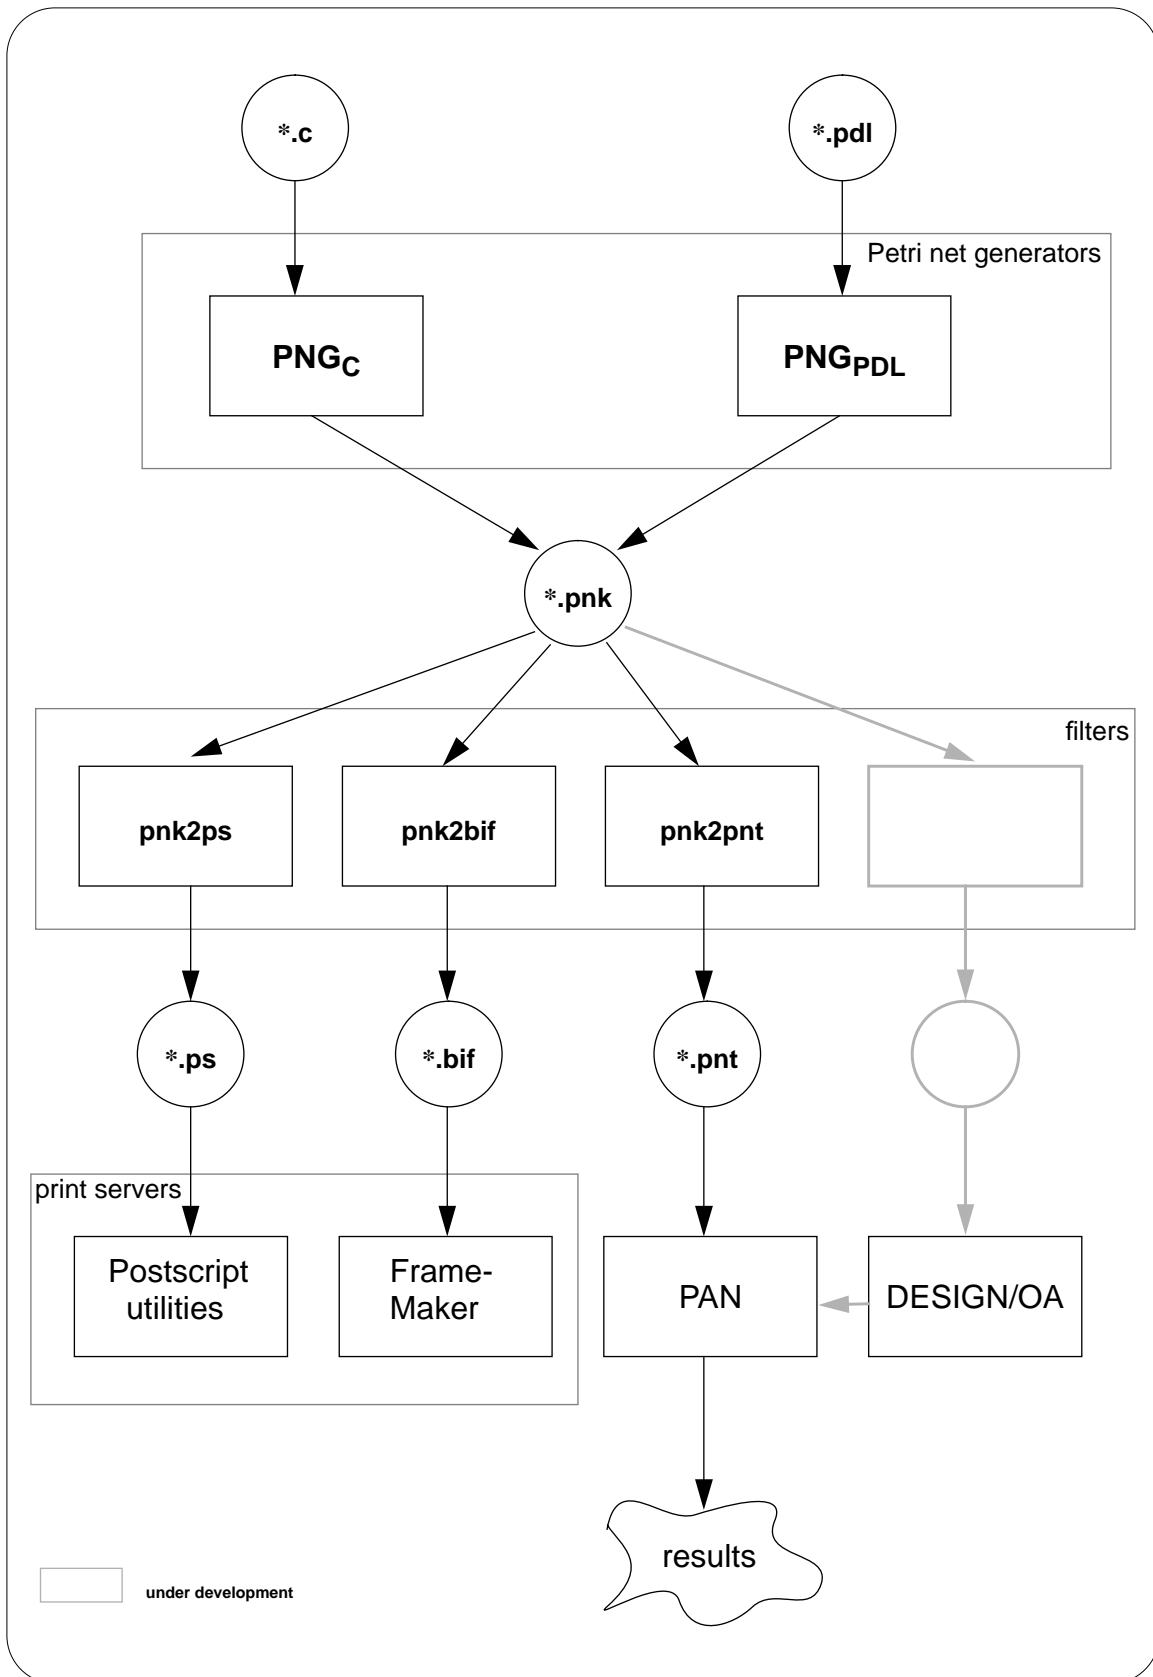 *.c
*.pdl
Petri net generators
PNGC
PNGPDL
*.pnk
filters
pnk2ps
pnk2bif
pnk2pnt
*.ps
*.bif
*.pnt
print servers
Postscript
utilities
Frame-
Maker
PAN
DESIGN/OA
results
under development